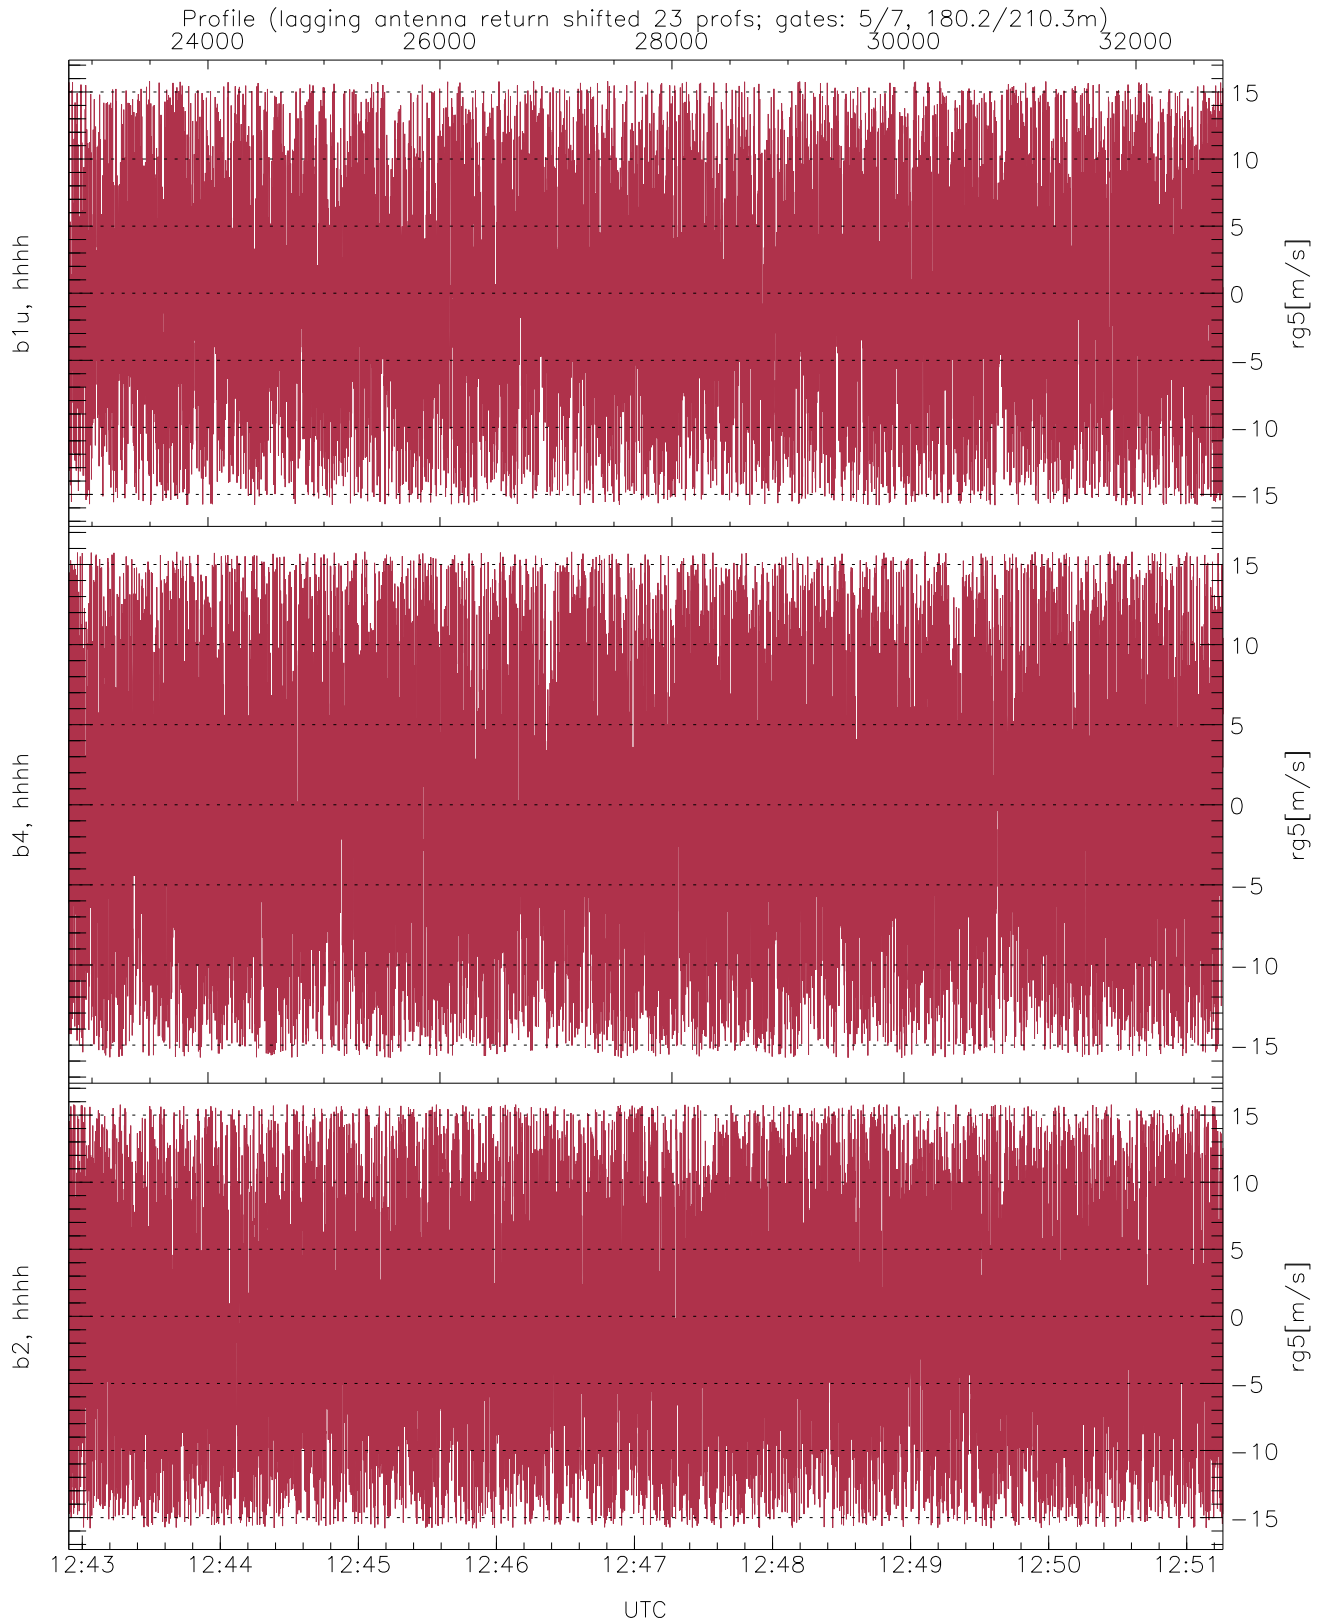 Profile (lagging antenna return shifted 23 profs; gates: 5/7, 180.2/210.3m)
24000 26000 28000 30000 32000
b1u, hhhh
15
10
5
0
−5
−10
−15
rg5[m/s]
b4, hhhh
15
10
5
0
−5
−10
−15
rg5[m/s]
b2, hhhh
15
10
5
0
−5
−10
−15
rg5[m/s]
12:43 12:44 12:45 12:46 12:47 12:48 12:49 12:50 12:51
UTC